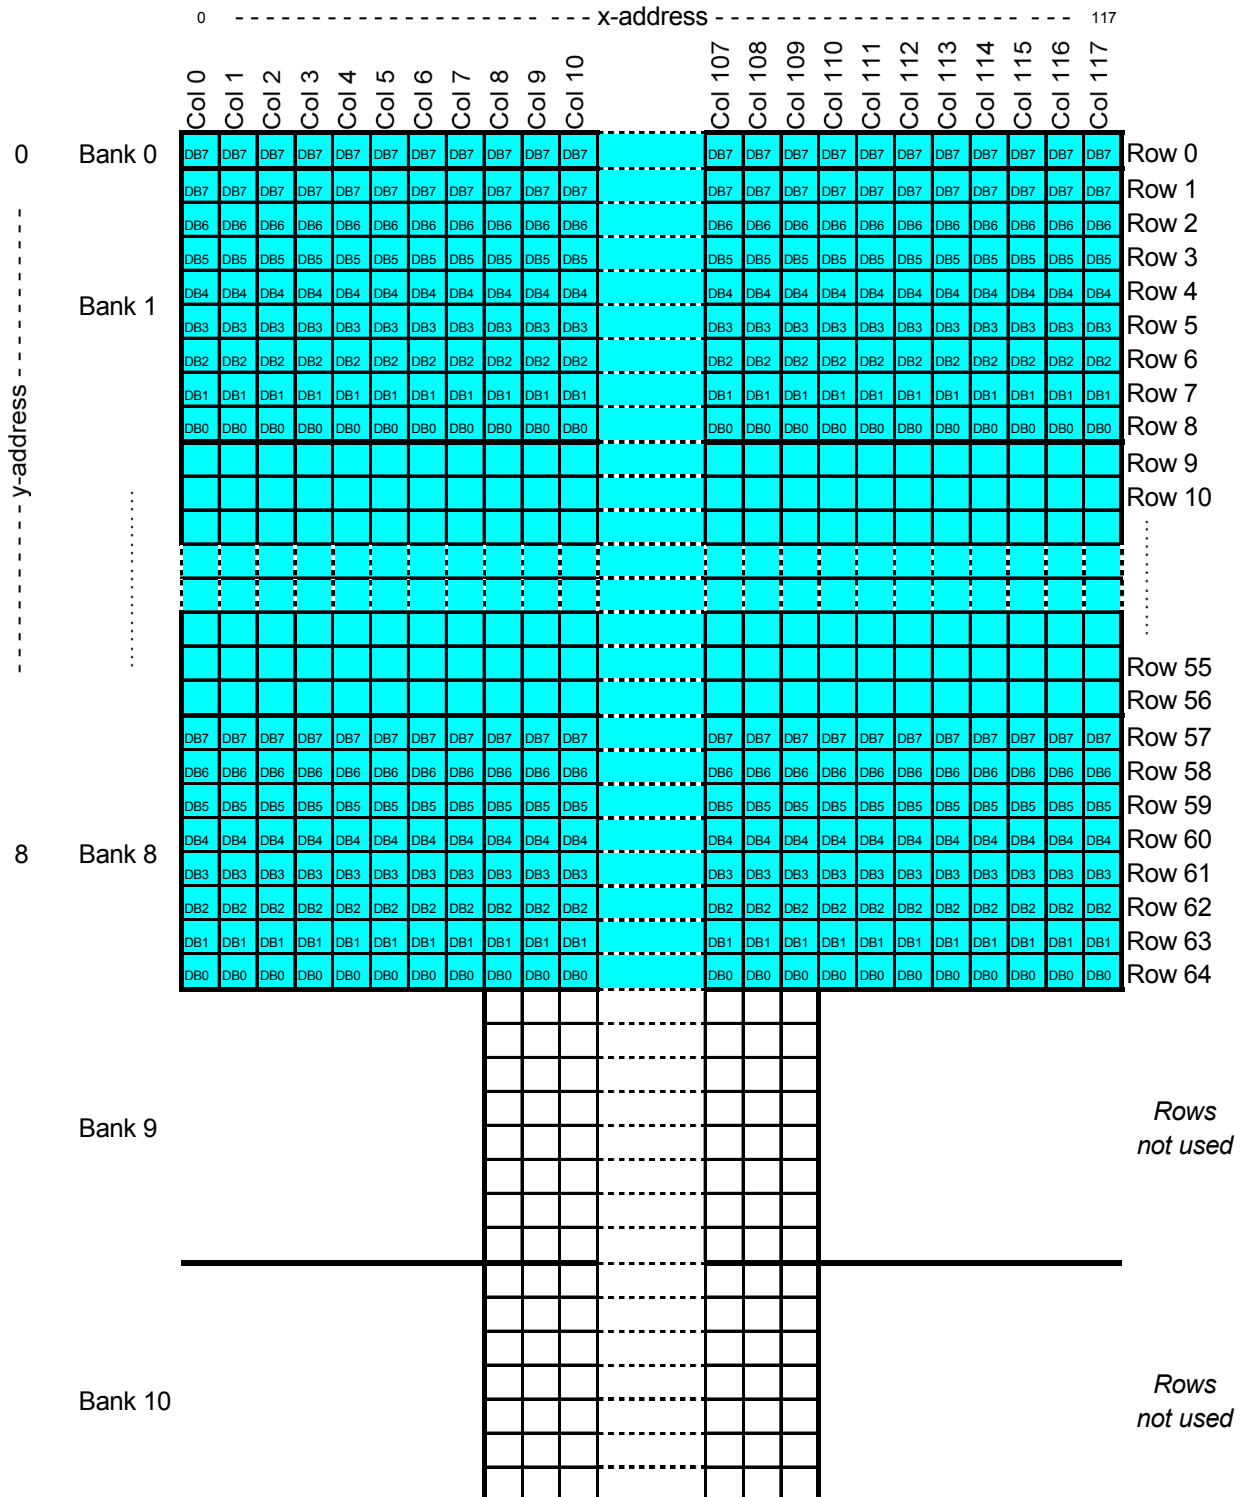 0 x-address 117
Col 0 Col 1 Col 2 Col 3 Col 4 Col 5 Col 6 Col 7 Col 8 Col 9 Col 10 Col 107 Col 108 Col 109 Col 110 Col 111 Col 112 Col 113 Col 114 Col 115 Col 116 Col 117
0 Bank 0 DB7 DB7 DB7 DB7 DB7 DB7 DB7 DB7 DB7 DB7 DB7 DB7 DB7 DB7 DB7 DB7 DB7 DB7 DB7 DB7 DB7 DB7 Row 0
DB7 DB7 DB7 DB7 DB7 DB7 DB7 DB7 DB7 DB7 DB7 DB7 DB7 DB7 DB7 DB7 DB7 DB7 DB7 DB7 DB7 DB7 Row 1
DB6 DB6 DB6 DB6 DB6 DB6 DB6 DB6 DB6 DB6 DB6 DB6 DB6 DB6 DB6 DB6 DB6 DB6 DB6 DB6 DB6 DB6 Row 2
DB5 DB5 DB5 DB5 DB5 DB5 DB5 DB5 DB5 DB5 DB5 DB5 DB5 DB5 DB5 DB5 DB5 DB5 DB5 DB5 DB5 DB5 Row 3
DB4 DB4 DB4 DB4 DB4 DB4 DB4 DB4 DB4 DB4 DB4 DB4 DB4 DB4 DB4 DB4 DB4 DB4 DB4 DB4 DB4 DB4 Row 4
Bank 1
DB3 DB3 DB3 DB3 DB3 DB3 DB3 DB3 DB3 DB3 DB3 DB3 DB3 DB3 DB3 DB3 DB3 DB3 DB3 DB3 DB3 DB3 Row 5
DB2 DB2 DB2 DB2 DB2 DB2 DB2 DB2 DB2 DB2 DB2 DB2 DB2 DB2 DB2 DB2 DB2 DB2 DB2 DB2 DB2 DB2 Row 6
DB1 DB1 DB1 DB1 DB1 DB1 DB1 DB1 DB1 DB1 DB1 DB1 DB1 DB1 DB1 DB1 DB1 DB1 DB1 DB1 DB1 DB1 Row 7
DB0 DB0 DB0 DB0 DB0 DB0 DB0 DB0 DB0 DB0 DB0 DB0 DB0 DB0 DB0 DB0 DB0 DB0 DB0 DB0 DB0 DB0 Row 8
y-address
Row 9
Row 10
Row 55
Row 56
DB7 DB7 DB7 DB7 DB7 DB7 DB7 DB7 DB7 DB7 DB7 DB7 DB7 DB7 DB7 DB7 DB7 DB7 DB7 DB7 DB7 DB7 Row 57
DB6 DB6 DB6 DB6 DB6 DB6 DB6 DB6 DB6 DB6 DB6 DB6 DB6 DB6 DB6 DB6 DB6 DB6 DB6 DB6 DB6 DB6 Row 58
DB5 DB5 DB5 DB5 DB5 DB5 DB5 DB5 DB5 DB5 DB5 DB5 DB5 DB5 DB5 DB5 DB5 DB5 DB5 DB5 DB5 DB5 Row 59
DB4 DB4 DB4 DB4 DB4 DB4 DB4 DB4 DB4 DB4 DB4 DB4 DB4 DB4 DB4 DB4 DB4 DB4 DB4 DB4 DB4 DB4 Row 60
8 Bank 8
DB3 DB3 DB3 DB3 DB3 DB3 DB3 DB3 DB3 DB3 DB3 DB3 DB3 DB3 DB3 DB3 DB3 DB3 DB3 DB3 DB3 DB3 Row 61
DB2 DB2 DB2 DB2 DB2 DB2 DB2 DB2 DB2 DB2 DB2 DB2 DB2 DB2 DB2 DB2 DB2 DB2 DB2 DB2 DB2 DB2 Row 62
DB1 DB1 DB1 DB1 DB1 DB1 DB1 DB1 DB1 DB1 DB1 DB1 DB1 DB1 DB1 DB1 DB1 DB1 DB1 DB1 DB1 DB1 Row 63
DB0 DB0 DB0 DB0 DB0 DB0 DB0 DB0 DB0 DB0 DB0 DB0 DB0 DB0 DB0 DB0 DB0 DB0 DB0 DB0 DB0 DB0 Row 64
Bank 9
Rows
not used
Bank 10
Rows
not used